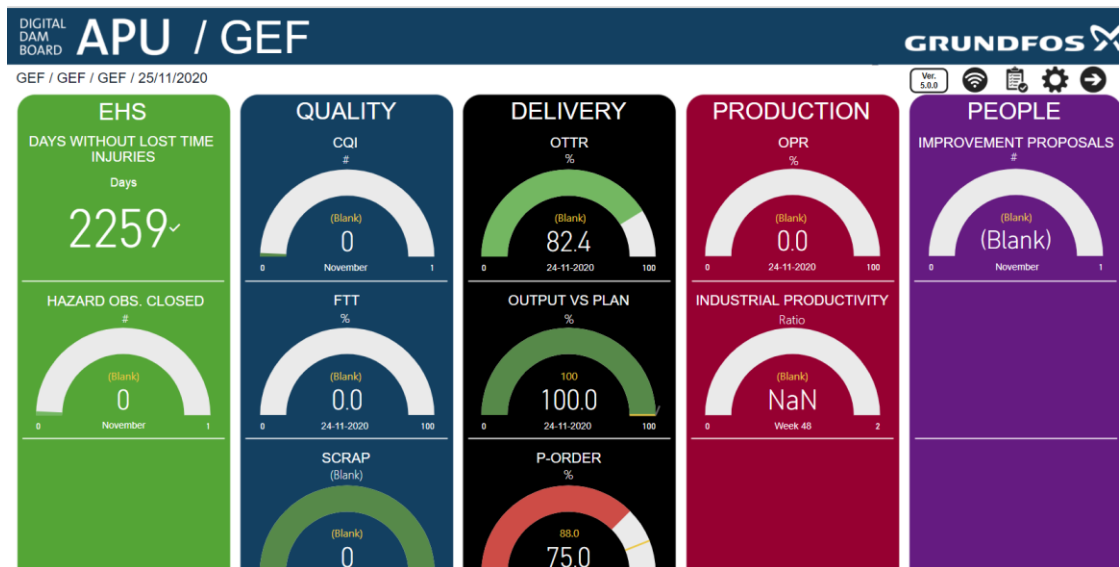 DIGITAL
DAM
BOARD
APU / GEF
GRUNDFOS
GEF / GEF / GEF / 25/11/2020
Ver.
5.0.0
EHS
DAYS WITHOUT LOST TIME
INJURIES
Days
2259
HAZARD OBS. CLOSED
#
(Blank)
0
0
November
1
QUALITY
CQI
#
(Blank)
0
0
November
1
FTT
%
(Blank)
0.0
0
24-11-2020
100
SCRAP
(Blank)
(Blank)
0
DELIVERY
OTTR
%
(Blank)
82.4
0
24-11-2020
100
OUTPUT VS PLAN
%
100
100.0
0
24-11-2020
100
P-ORDER
%
88.0
75.0
PRODUCTION
OPR
%
(Blank)
0.0
0
24-11-2020
100
INDUSTRIAL PRODUCTIVITY
Ratio
(Blank)
NaN
0
Week 48
2
PEOPLE
IMPROVEMENT PROPOSALS
#
(Blank)
(Blank)
0
November
1